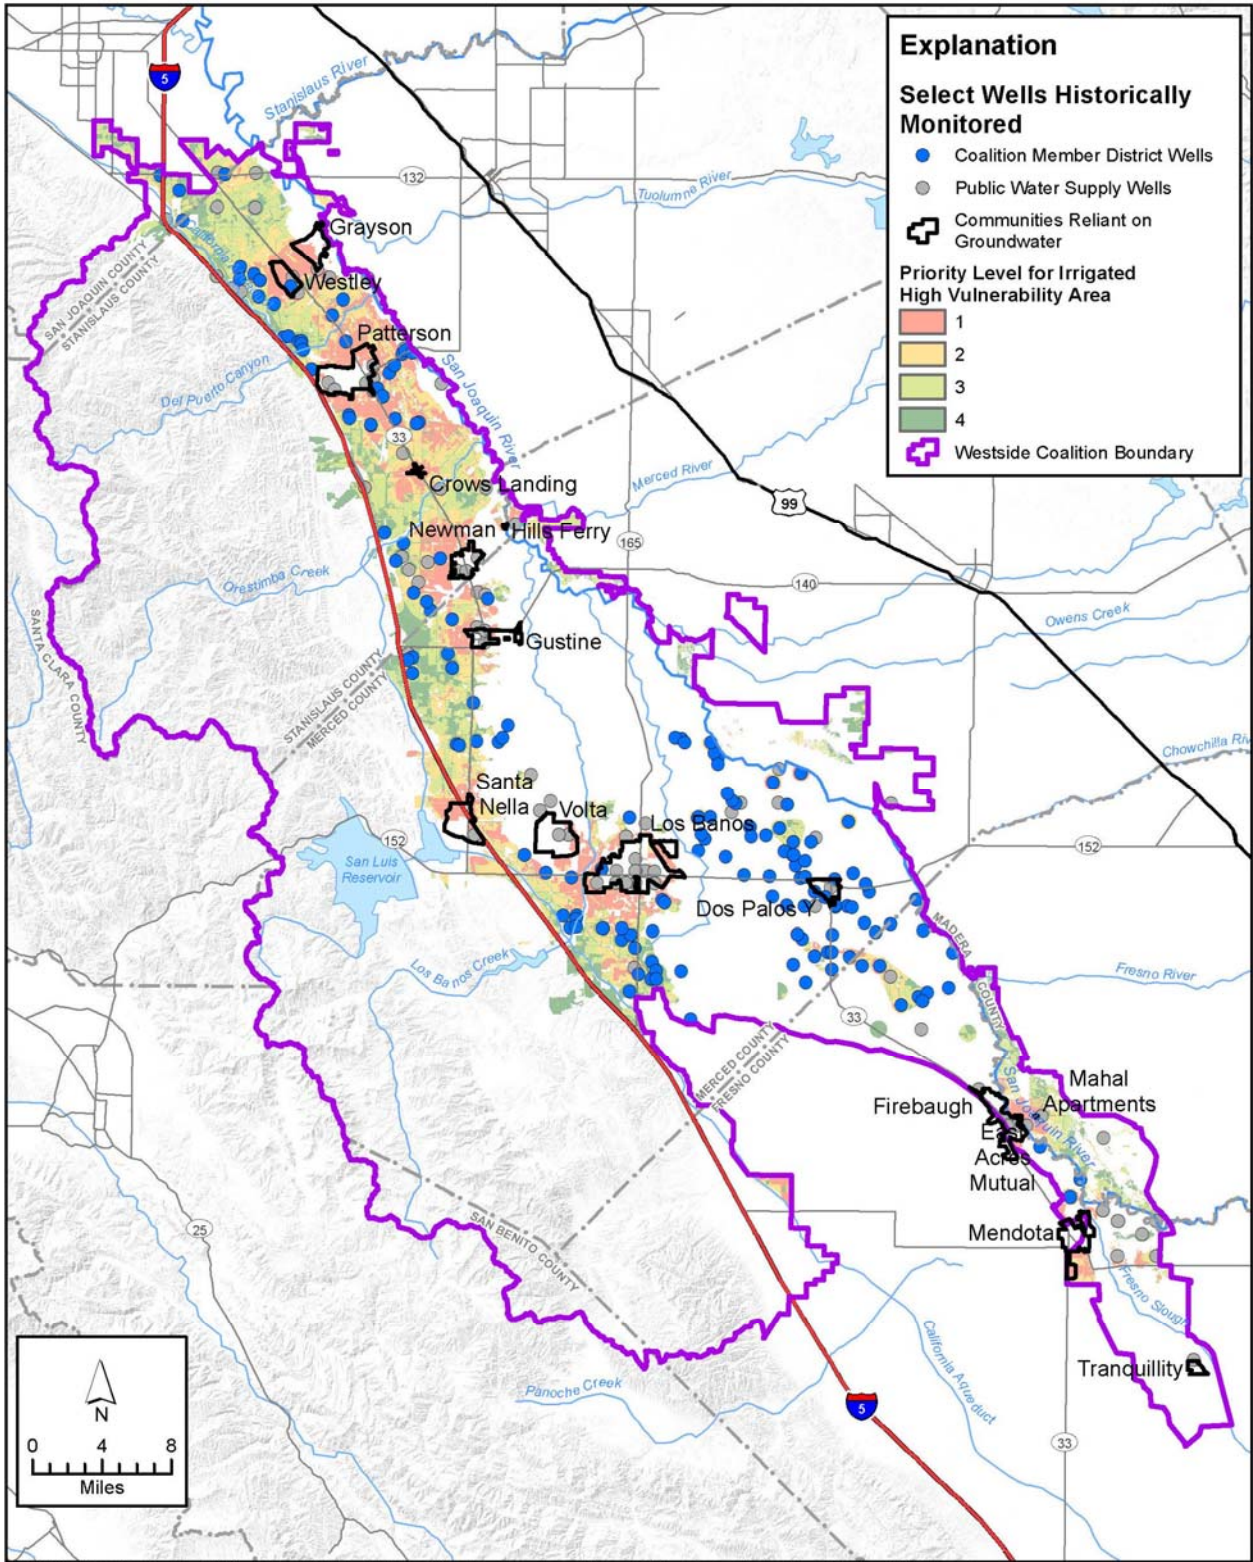 Explanation
Select Wells Historically
Monitored
Coalition Member District Wells
Public Water Supply Wells
Communities Reliant on
Groundwater
Priority Level for Irrigated
High Vulnerability Area
1
2
3
4
Westside Coalition Boundary
5
Stanislaus River
132
Tuolumne River
Grayson
California
Westley
SAN JOAQUIN COUNTY
STANISLAUS COUNTY
Patterson
Del Puerto Canyon
San Joaquin River
33
Crows Landing
Merced River
99
Newman
Hills Ferry
165
140
Orestimba Creek
Owens Creek
SANTA CLARA COUNTY
Gustine
STANISLAUS COUNTY
MERCED COUNTY
Chowchilla Riv
Santa
Nella
Volta
Los Banos
152
152
San Luis
Reservoir
Dos Palos Y
MADERA
COUNTY
Los Banos Creek
Fresno River
33
MERCED COUNTY
FRESNO COUNTY
Mahal
Apartments
Firebaugh
San Joaquin River
East
Acres
Mutual
25
SAN BENITO COUNTY
Mendota
Fresno Slough
California Aqueduct
Tranquillity
Panoche Creek
5
33
N
0 4 8
Miles